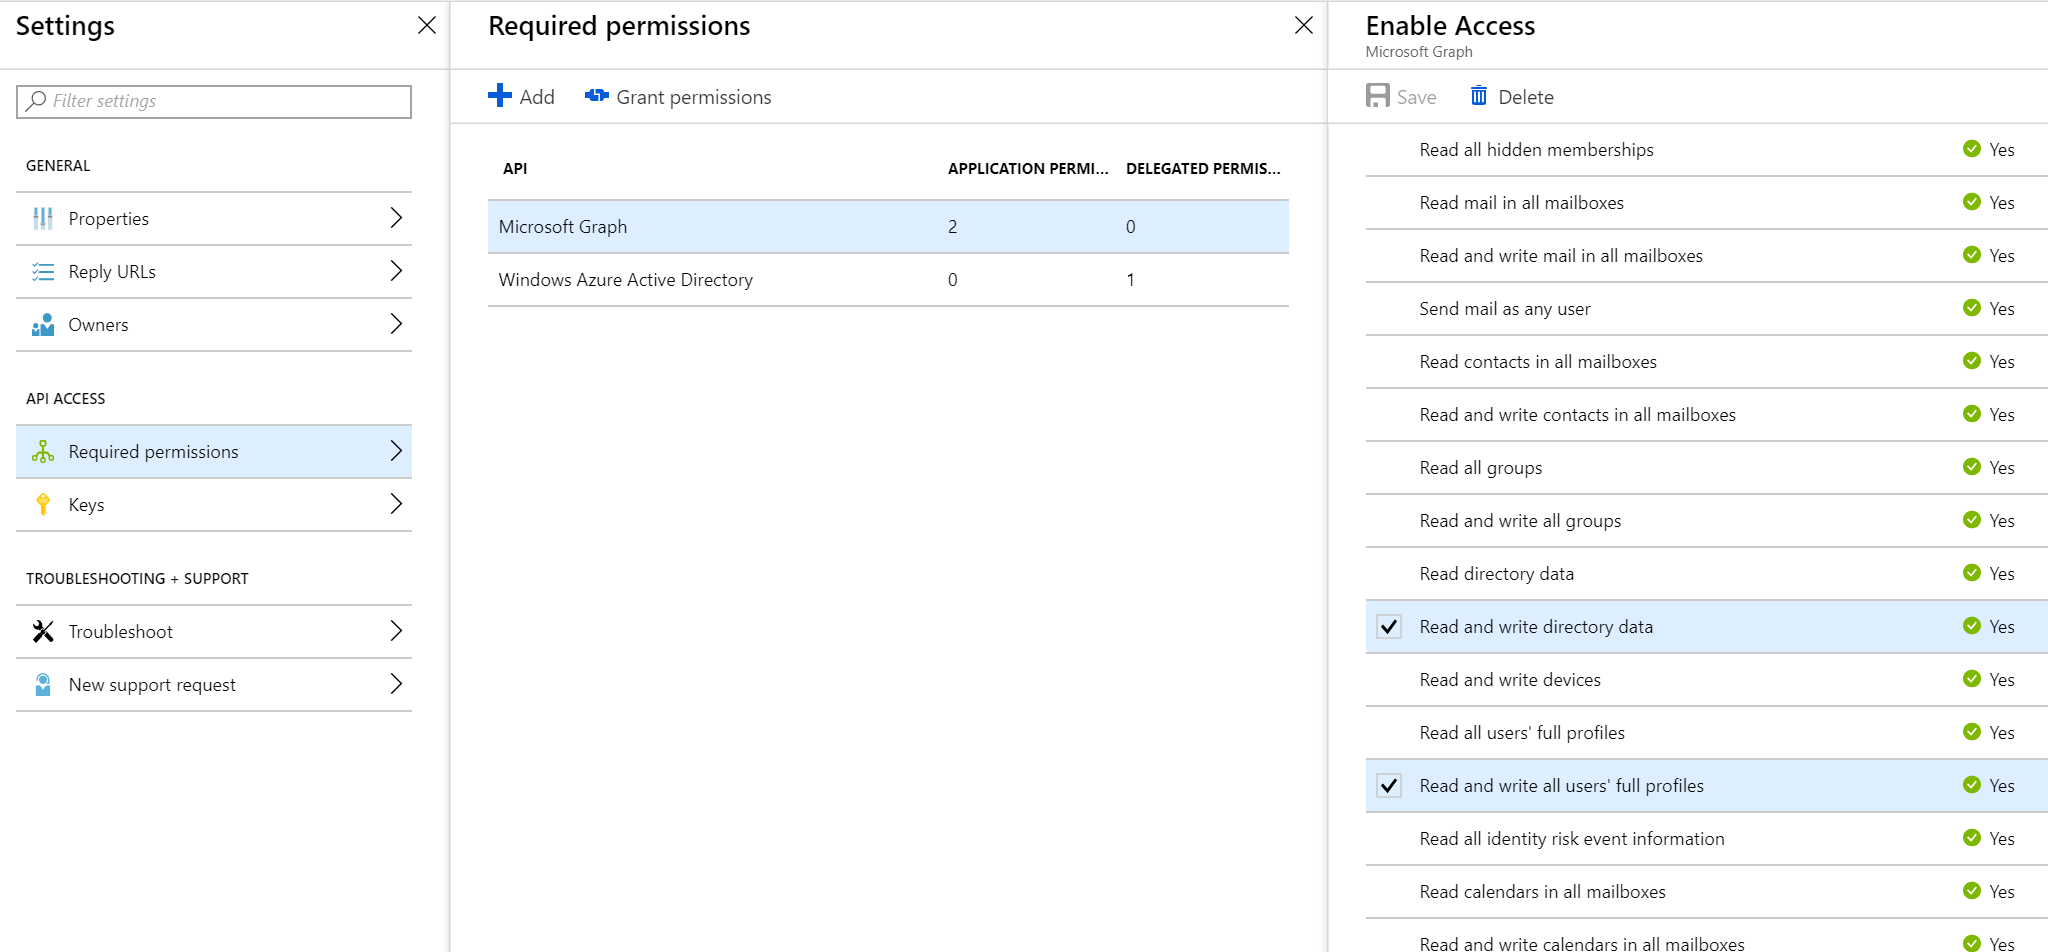 Settings
Filter settings
GENERAL
Properties
Reply URLs
Owners
API ACCESS
Required permissions
Keys
TROUBLESHOOTING + SUPPORT
Troubleshoot
New support request
Required permissions
Add Grant permissions
API APPLICATION PERMI... DELEGATED PERMIS...
Microsoft Graph 2 0
Windows Azure Active Directory 0 1
Enable Access
Microsoft Graph
Save Delete
Read all hidden memberships Yes
Read mail in all mailboxes Yes
Read and write mail in all mailboxes Yes
Send mail as any user Yes
Read contacts in all mailboxes Yes
Read and write contacts in all mailboxes Yes
Read all groups Yes
Read and write all groups Yes
Read directory data Yes
Read and write directory data Yes
Read and write devices Yes
Read all users' full profiles Yes
Read and write all users' full profiles Yes
Read all identity risk event information Yes
Read calendars in all mailboxes Yes
Read and write calendars in all mailboxes Yes